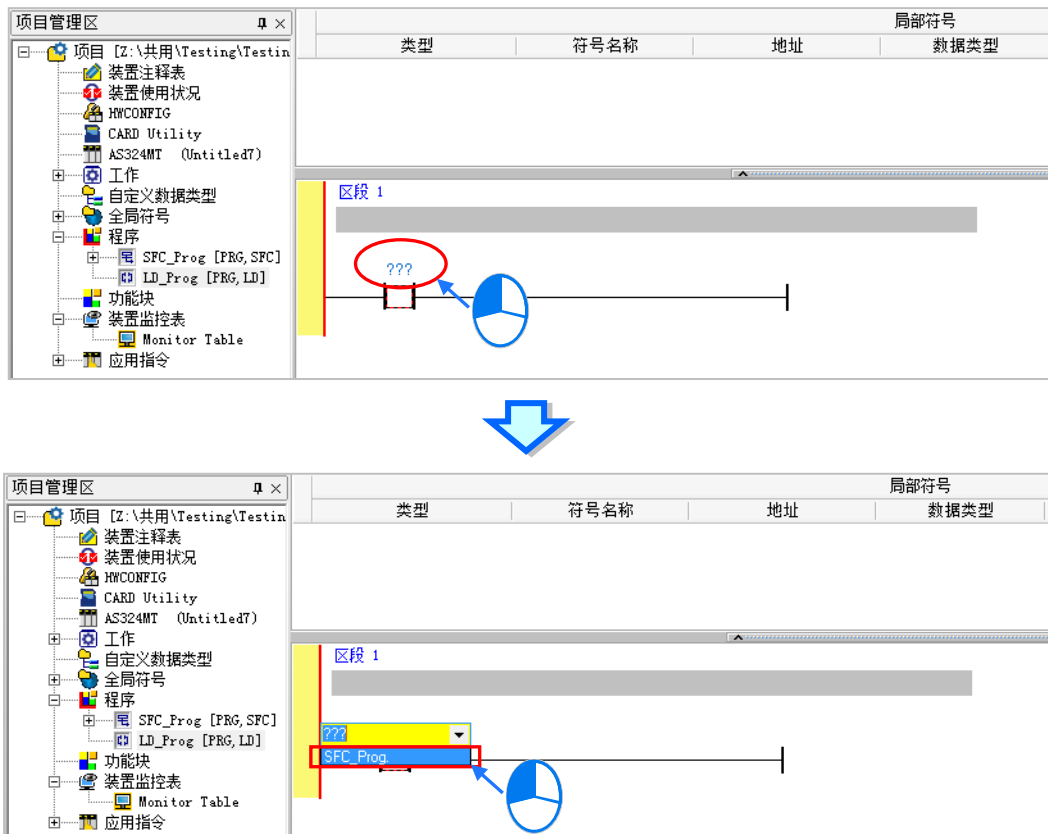 项目管理区
项目 [Z:\共用\Testing\Testin
装置注释表
装置使用状况
HWCONFIG
CARD Utility
AS324MT (Untitled7)
工作
自定义数据类型
全局符号
程序
SFC_Prog [PRG,SFC]
LD_Prog [PRG,LD]
功能块
装置监控表
Monitor Table
应用指令
局部符号
类型 符号名称 地址 数据类型
区段 1
???
项目管理区
项目 [Z:\共用\Testing\Testin
装置注释表
装置使用状况
HWCONFIG
CARD Utility
AS324MT (Untitled7)
工作
自定义数据类型
全局符号
程序
SFC_Prog [PRG,SFC]
LD_Prog [PRG,LD]
功能块
装置监控表
Monitor Table
应用指令
局部符号
类型 符号名称 地址 数据类型
区段 1
???
SFC_Prog.